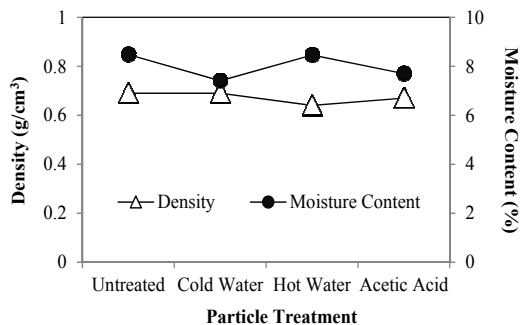 1
0.8
0.6
0.4
0.2
0
Density (g/cm³)
10
8
6
4
2
0
Moisture Content (%)
Density
Moisture Content
Untreated Cold Water Hot Water Acetic Acid
Particle Treatment